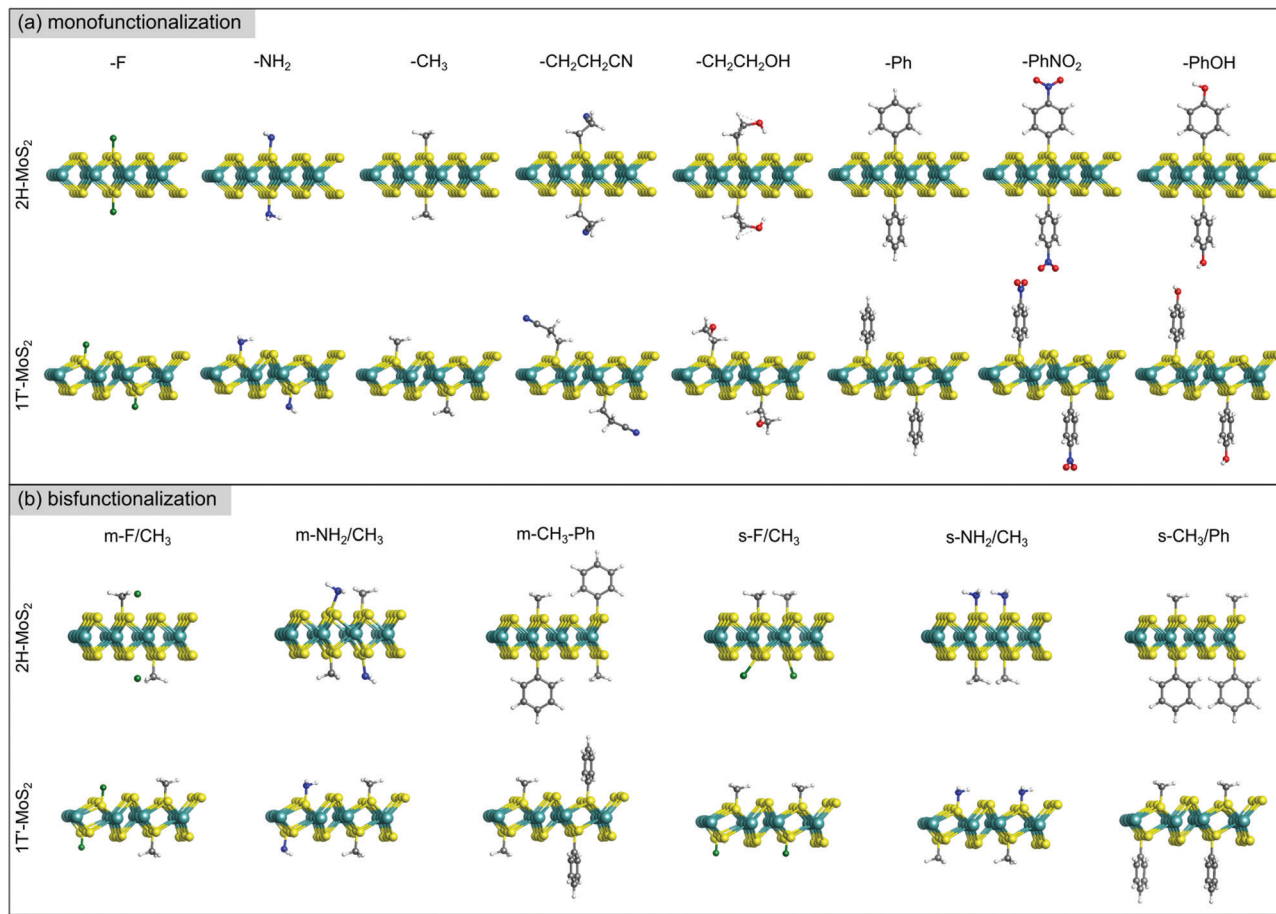 (a) monofunctionalization
-F -NH₂ -CH₃ -CH₂CH₂CN -CH₂CH₂OH -Ph -PhNO₂ -PhOH
2H-MoS₂
1T'-MoS₂
(b) bisfunctionalization
m-F/CH₃ m-NH₂/CH₃ m-CH₃-Ph s-F/CH₃ s-NH₂/CH₃ s-CH₃/Ph
2H-MoS₂
1T'-MoS₂